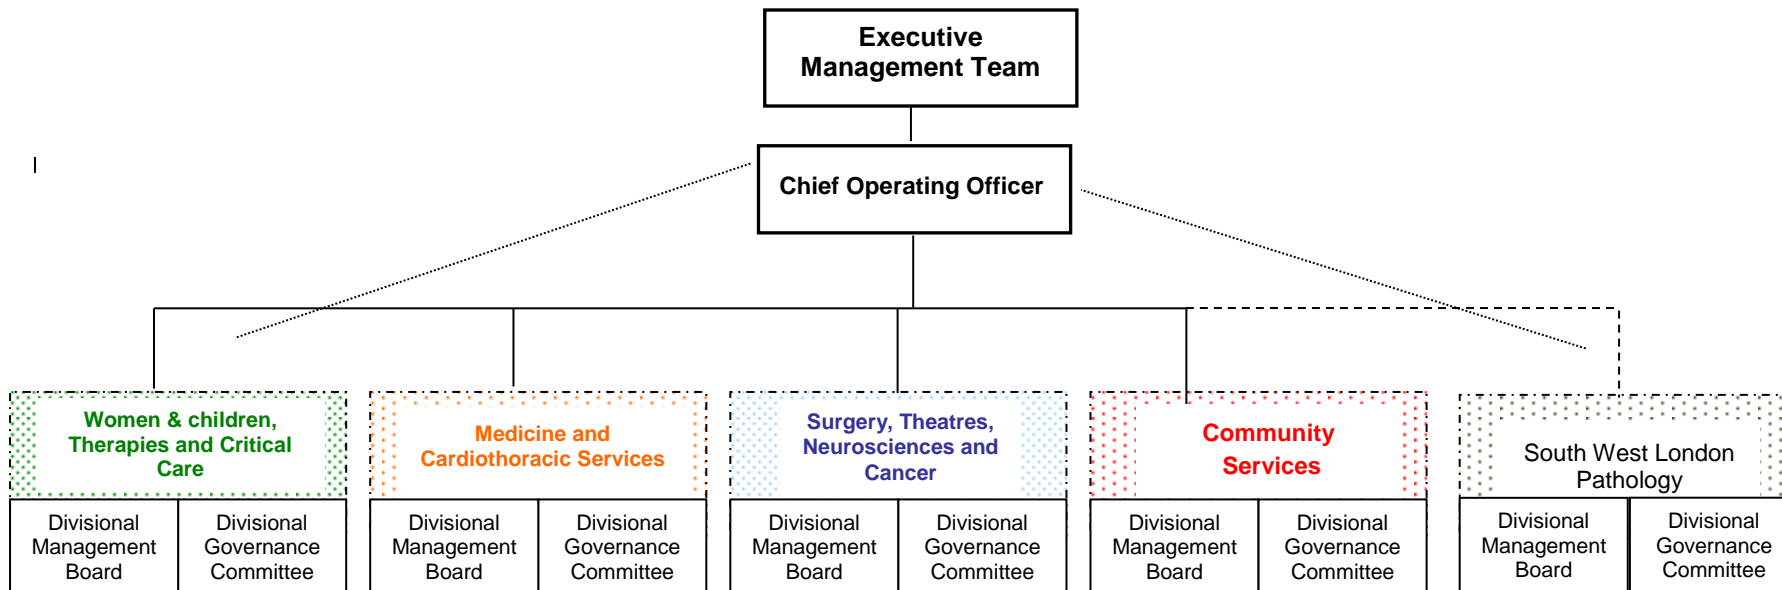 Executive
Management Team
Chief Operating Officer
Women & children,
Therapies and Critical
Care
Medicine and
Cardiothoracic Services
Surgery, Theatres,
Neurosciences and
Cancer
Community
Services
South West London
Pathology
Divisional
Management
Board
Divisional
Governance
Committee
Divisional
Management
Board
Divisional
Governance
Committee
Divisional
Management
Board
Divisional
Governance
Committee
Divisional
Management
Board
Divisional
Governance
Committee
Divisional
Management
Board
Divisional
Governance
Committee